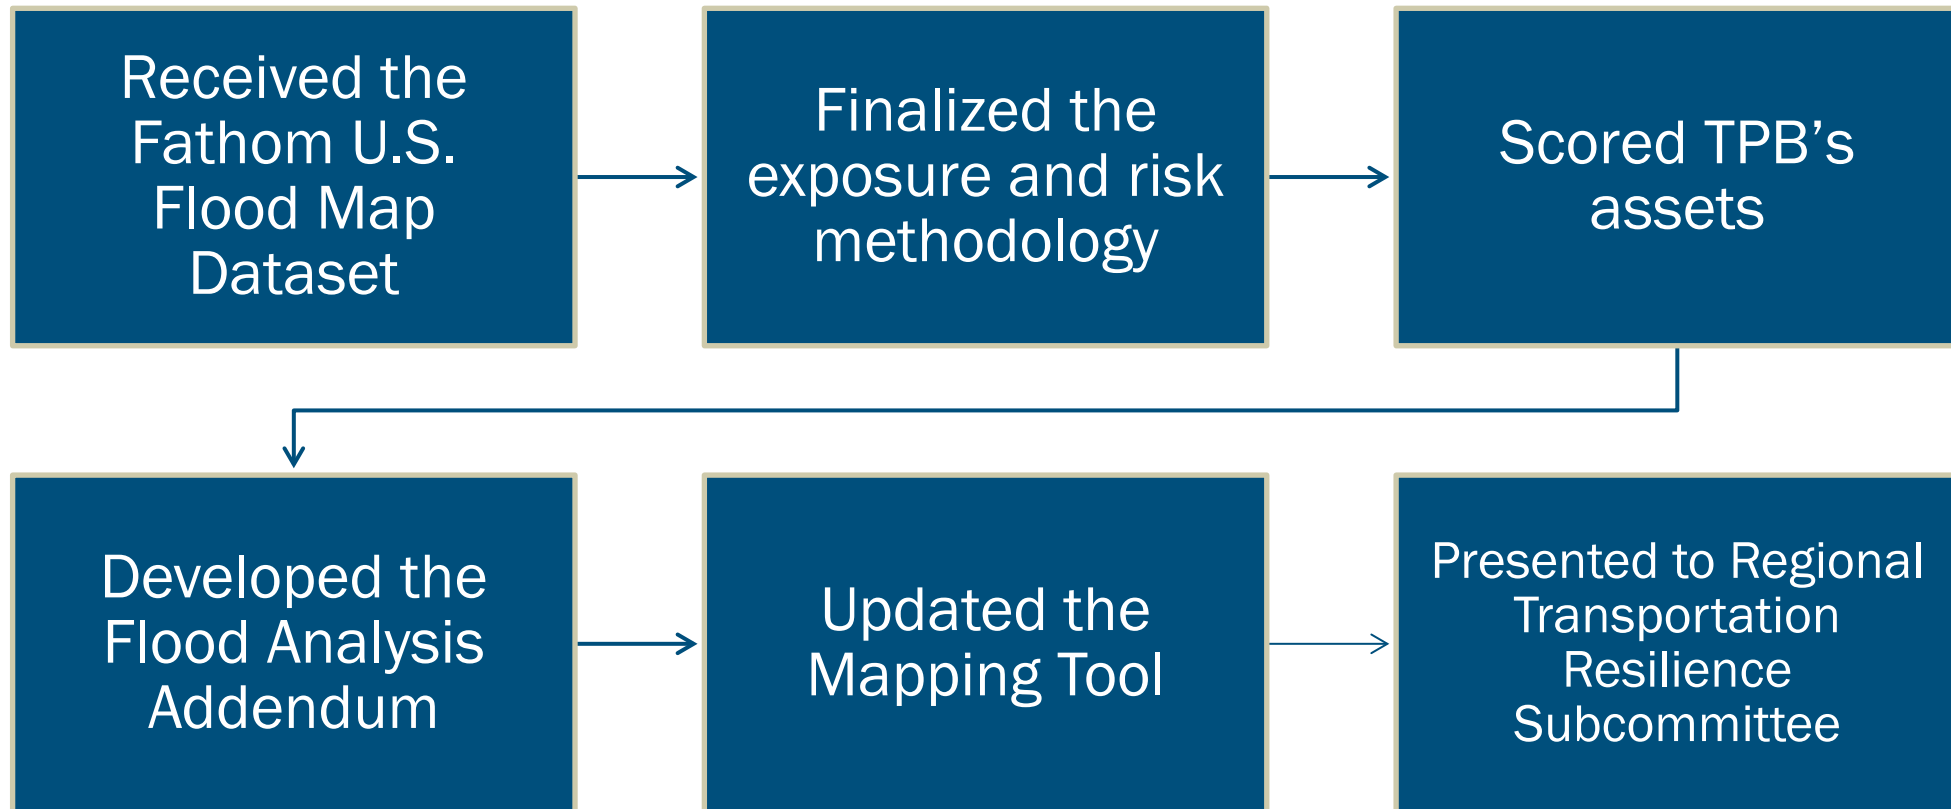 Received the
Fathom U.S.
Flood Map
Dataset
Finalized the
exposure and risk
methodology
Scored TPB’s
assets
Developed the
Flood Analysis
Addendum
Updated the
Mapping Tool
Presented to Regional
Transportation
Resilience
Subcommittee